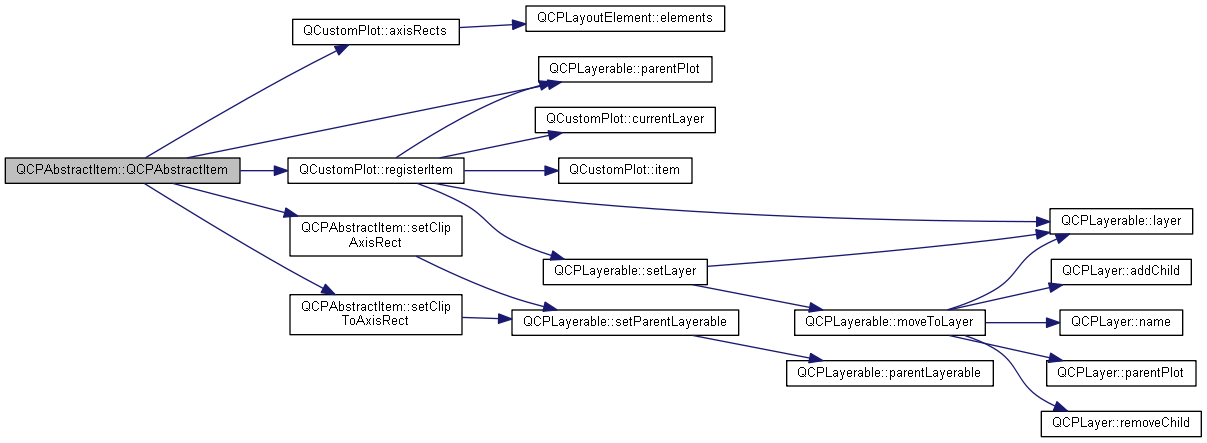 QCPAbstractItem::QCPAbstractItem
QCustomPlot::axisRects
QCPLayoutElement::elements
QCPLayerable::parentPlot
QCustomPlot::currentLayer
QCustomPlot::registerItem
QCustomPlot::item
QCPAbstractItem::setClip
AxisRect
QCPLayerable::layer
QCPLayerable::setLayer
QCPLayer::addChild
QCPAbstractItem::setClip
ToAxisRect
QCPLayerable::setParentLayerable
QCPLayerable::moveToLayer
QCPLayer::name
QCPLayerable::parentLayerable
QCPLayer::parentPlot
QCPLayer::removeChild